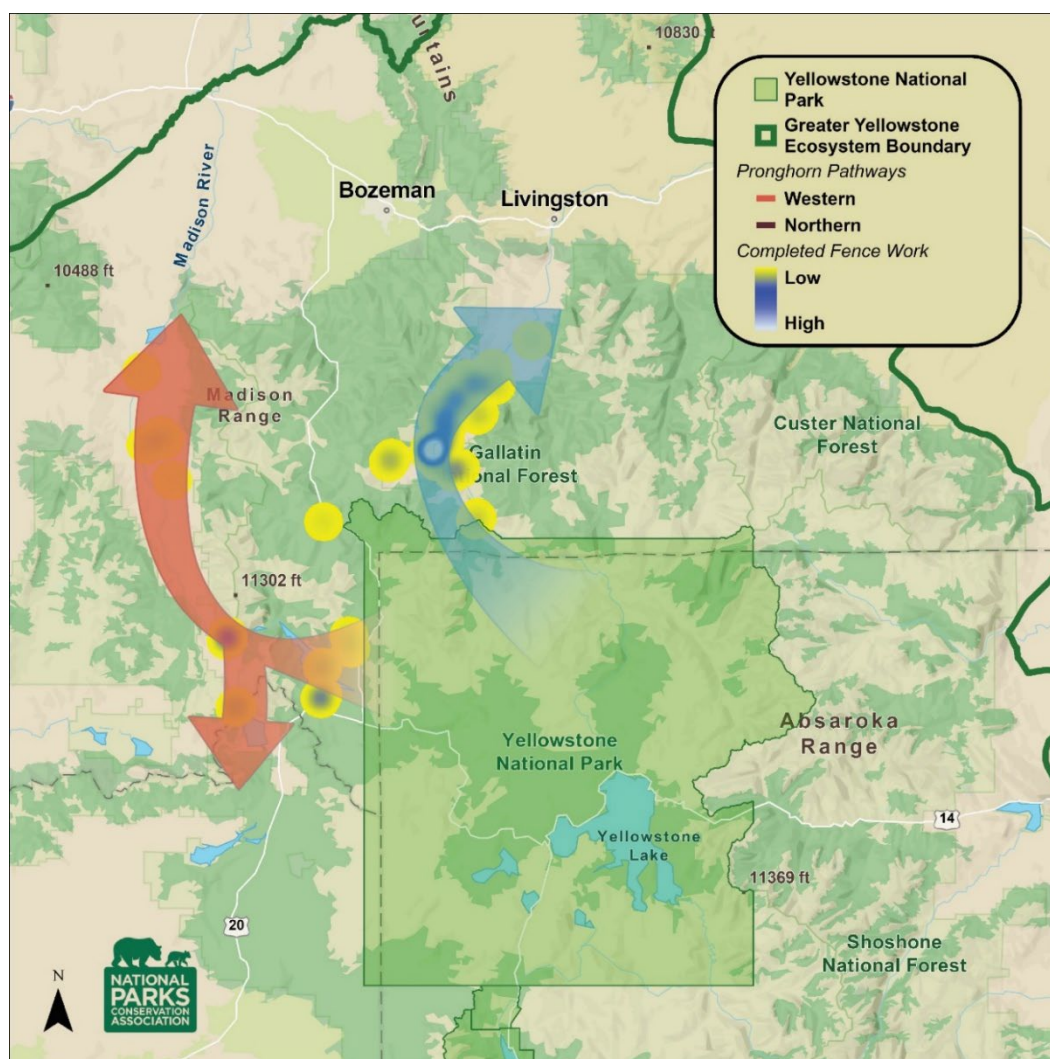 untains
10830 ft
Yellowstone National
Park
Greater Yellowstone
Ecosystem Boundary
Pronghorn Pathways
Western
Northern
Completed Fence Work
Low
High
Madison River
Bozeman
Livingston
10488 ft
Madison
Range
Custer National
Forest
Gallatin
onal Forest
11302 ft
Absaroka
Range
Yellowstone
National Park
14
Yellowstone
Lake
11369 ft
20
Shoshone
National Forest
N
NATIONAL
PARKS
CONSERVATION
ASSOCIATION